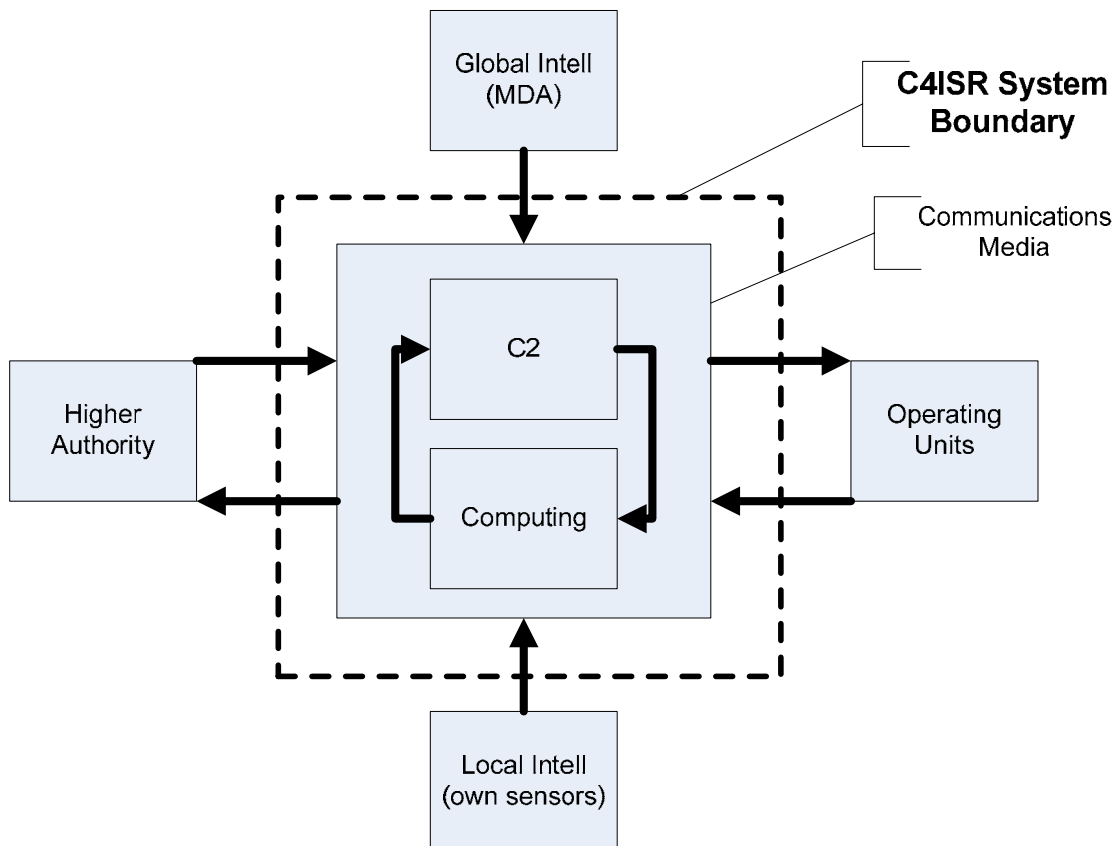 Global Intell
(MDA)
C4ISR System
Boundary
Communications
Media
C2
Higher
Authority
Operating
Units
Computing
Local Intell
(own sensors)